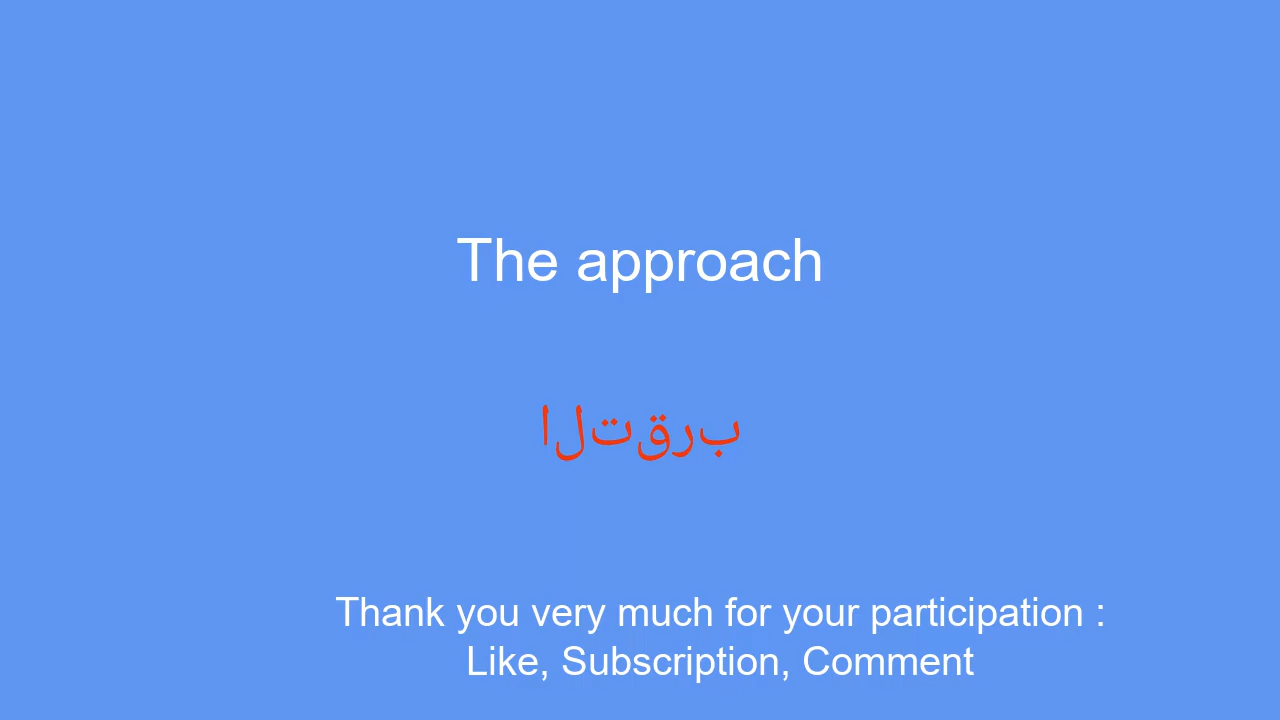 The approach
التقرب
Thank you very much for your participation :
Like, Subscription, Comment